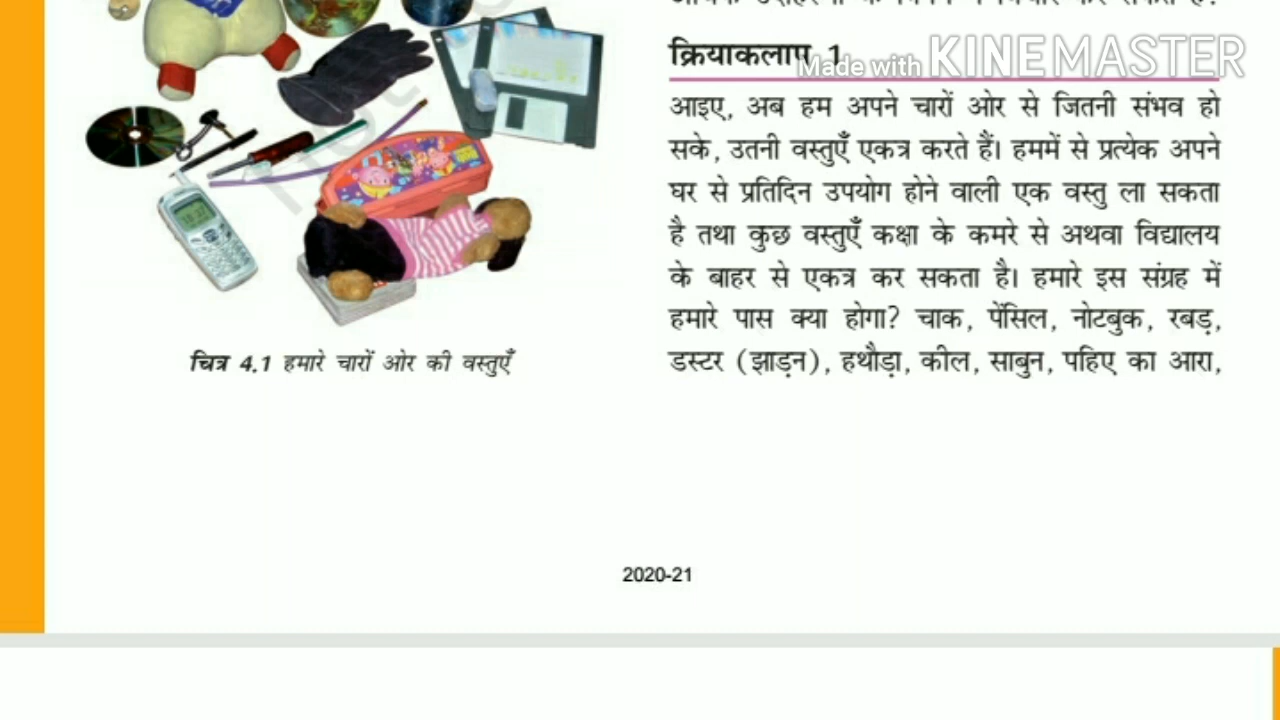 क्रियाकलाप 1
Made with KINEMASTER
आइए, अब हम अपने चारों ओर से जितनी संभव हो
सके, उतनी वस्तुएँ एकत्र करते हैं। हममें से प्रत्येक अपने
घर से प्रतिदिन उपयोग होने वाली एक वस्तु ला सकता
है तथा कुछ वस्तुएँ कक्षा के कमरे से अथवा विद्यालय
के बाहर से एकत्र कर सकता है। हमारे इस संग्रह में
हमारे पास क्या होगा? चाक, पेंसिल, नोटबुक, रबड़,
डस्टर (झाड़न), हथौड़ा, कील, साबुन, पहिए का आरा,
चित्र 4.1 हमारे चारों ओर की वस्तुएँ
2020-21